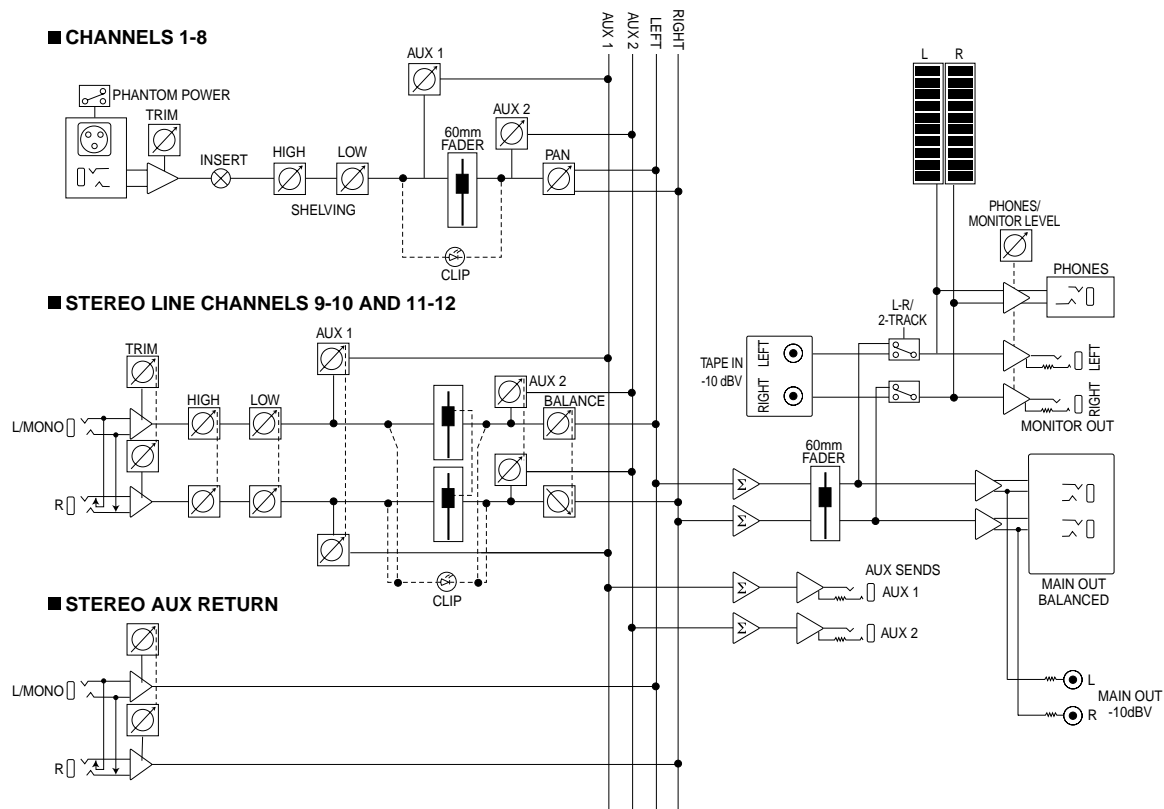 AUX 1
AUX 2
LEFT
RIGHT
■ CHANNELS 1-8
PHANTOM POWER
TRIM
INSERT
HIGH
LOW
SHELVING
AUX 1
60mm
FADER
AUX 2
PAN
CLIP
L R
PHONES/
MONITOR LEVEL
PHONES
L-R/
2-TRACK
TAPE IN
-10 dBV
LEFT
RIGHT
LEFT
RIGHT
MONITOR OUT
■ STEREO LINE CHANNELS 9-10 AND 11-12
TRIM
HIGH
LOW
AUX 1
AUX 2
BALANCE
L/MONO
R
CLIP
60mm
FADER
Σ
Σ
MAIN OUT
BALANCED
AUX SENDS
Σ
AUX 1
Σ
AUX 2
■ STEREO AUX RETURN
L/MONO
R
L
R
MAIN OUT
-10dBV